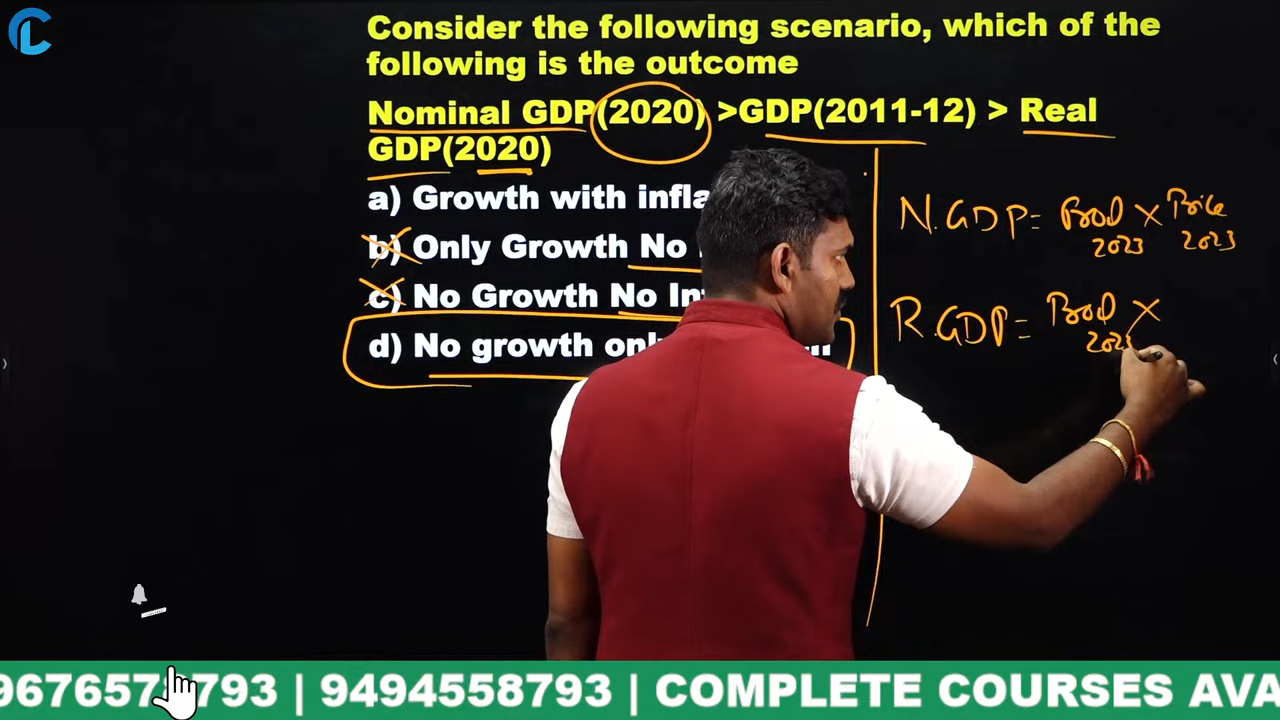 Consider the following scenario, which of the
following is the outcome
Nominal GDP(2020) >GDP(2011-12) > Real
GDP(2020)
a) Growth with infla
b) Only Growth No
c) No Growth No In
d) No growth onl
N.GDP = Prod × Price
2023 2023
R.GDP = Prod ×
202
793 | 9494558793 | COMPLETE COURSES AVA